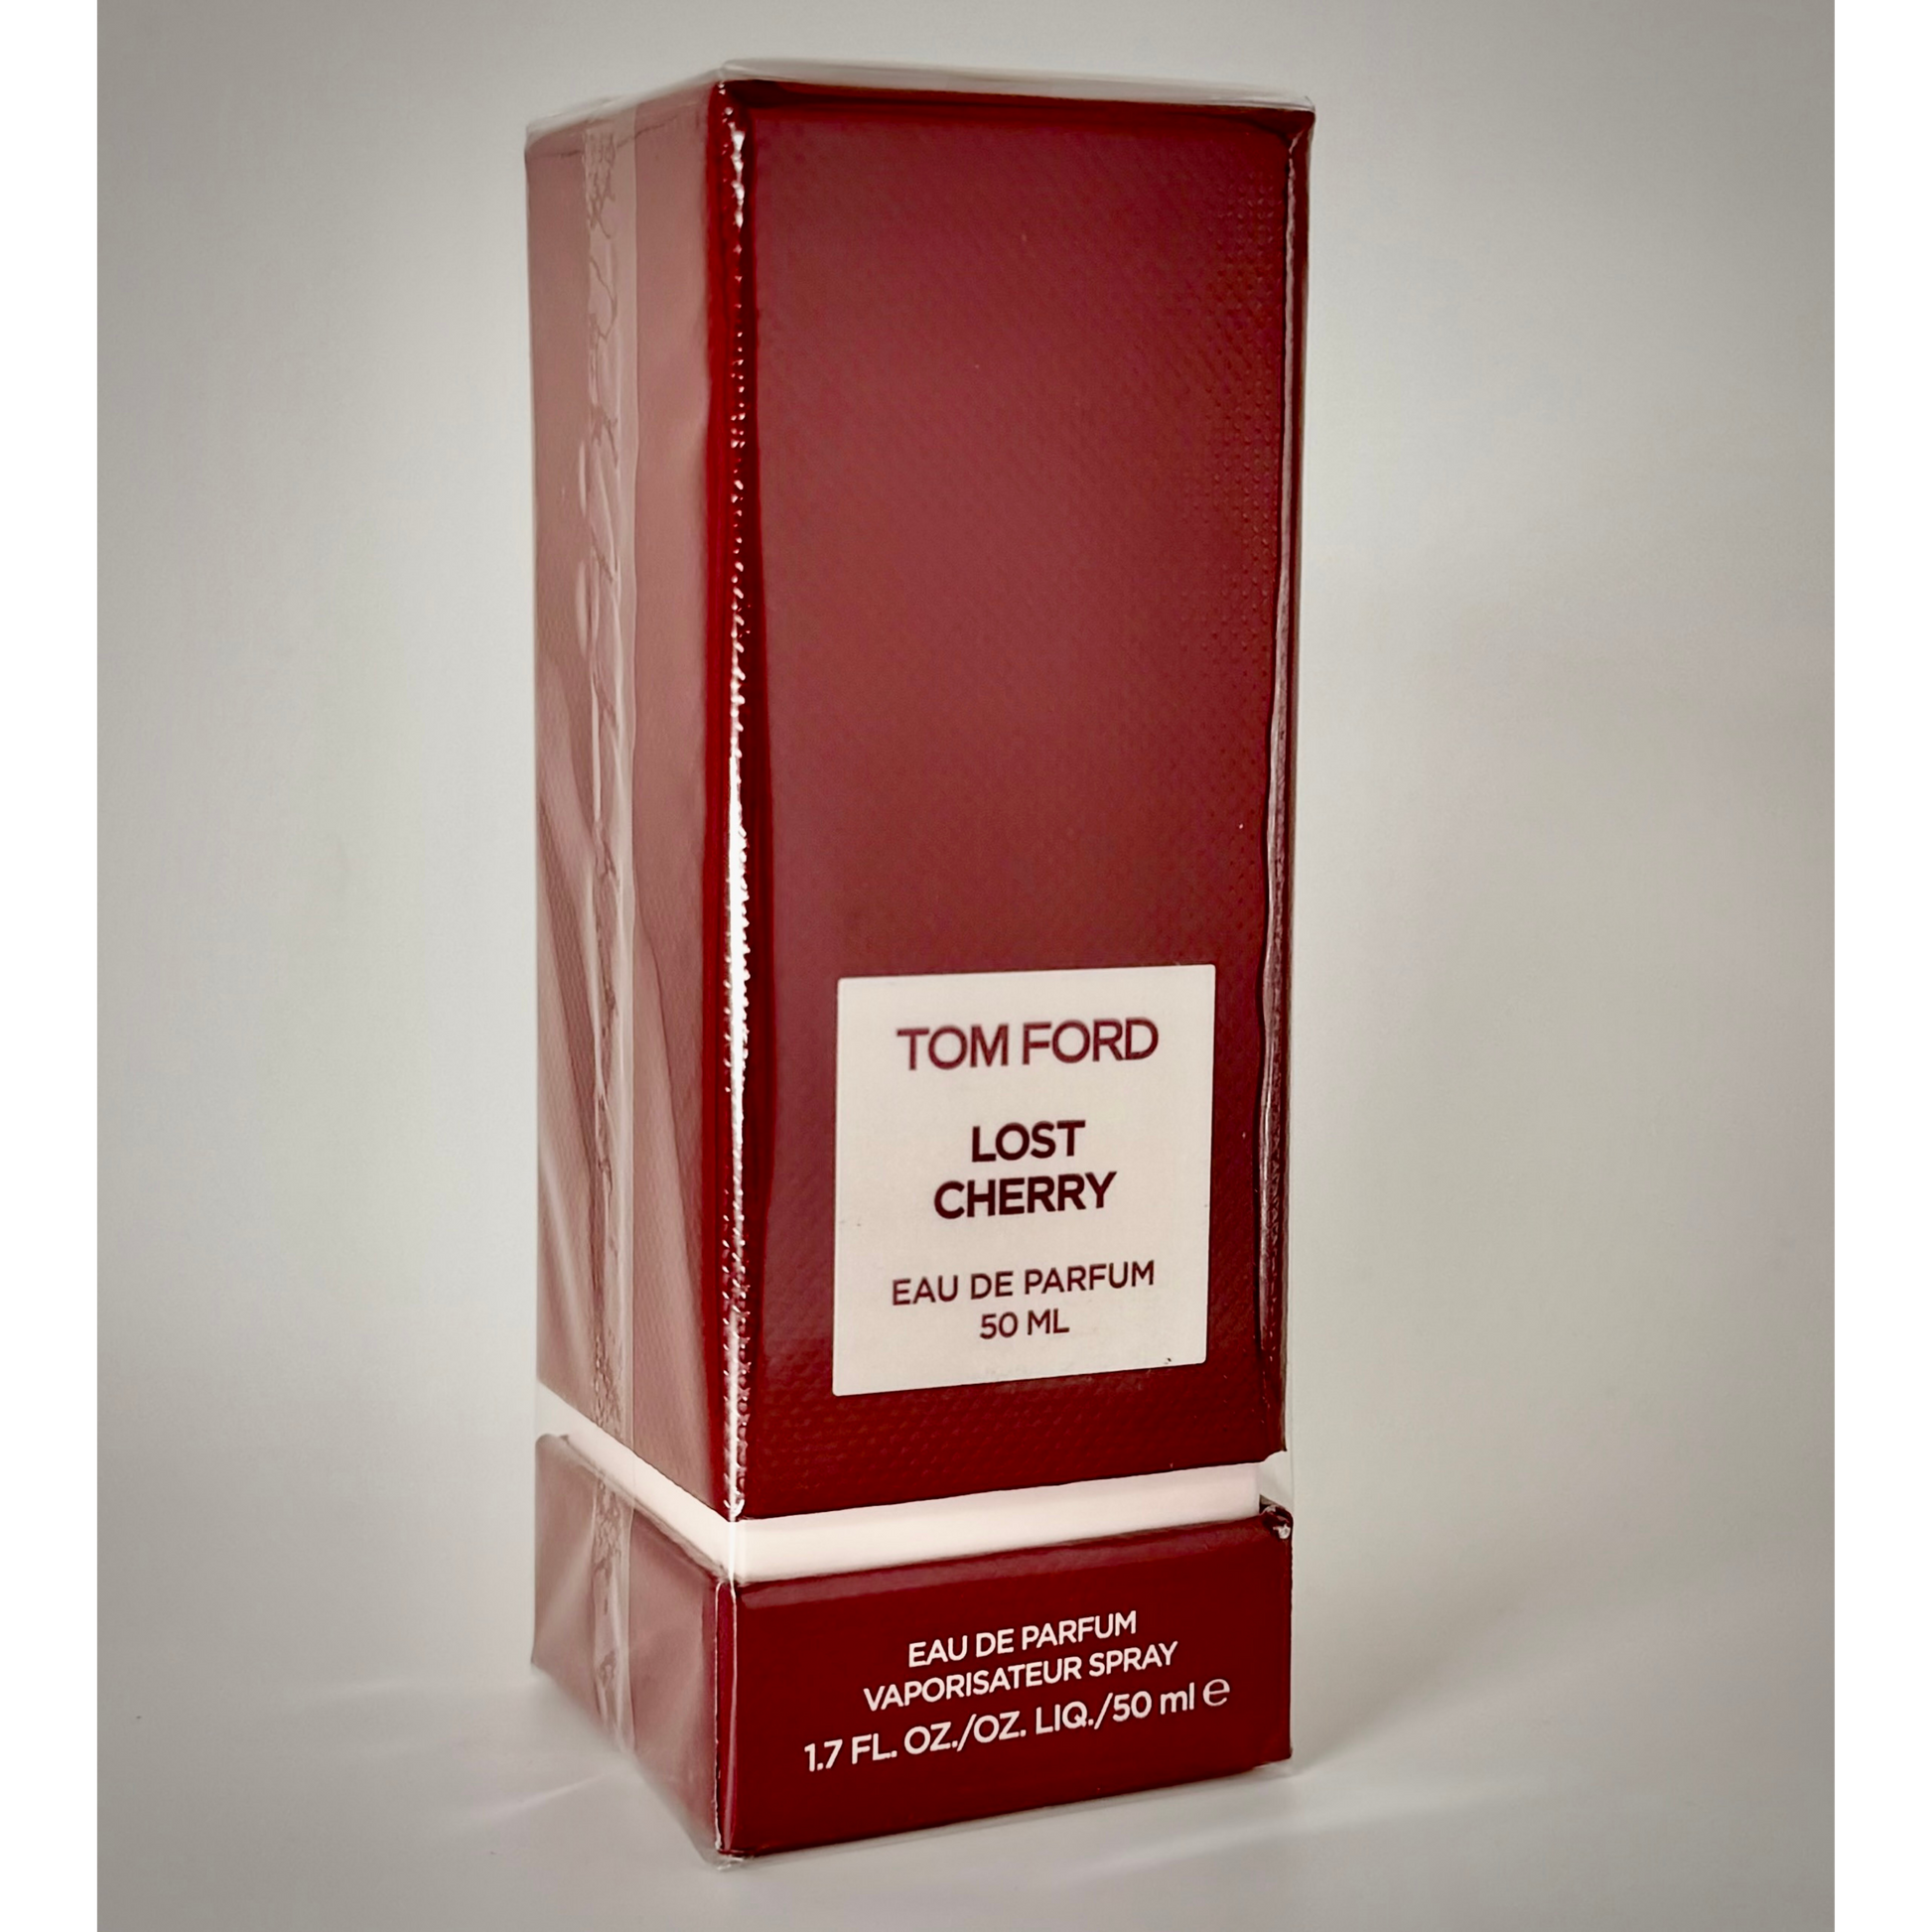 TOM FORD
LOST
CHERRY
EAU DE PARFUM
50 ML
EAU DE PARFUM
VAPORISATEUR SPRAY
1.7 FL. OZ./OZ. LIQ./50 ml ℮